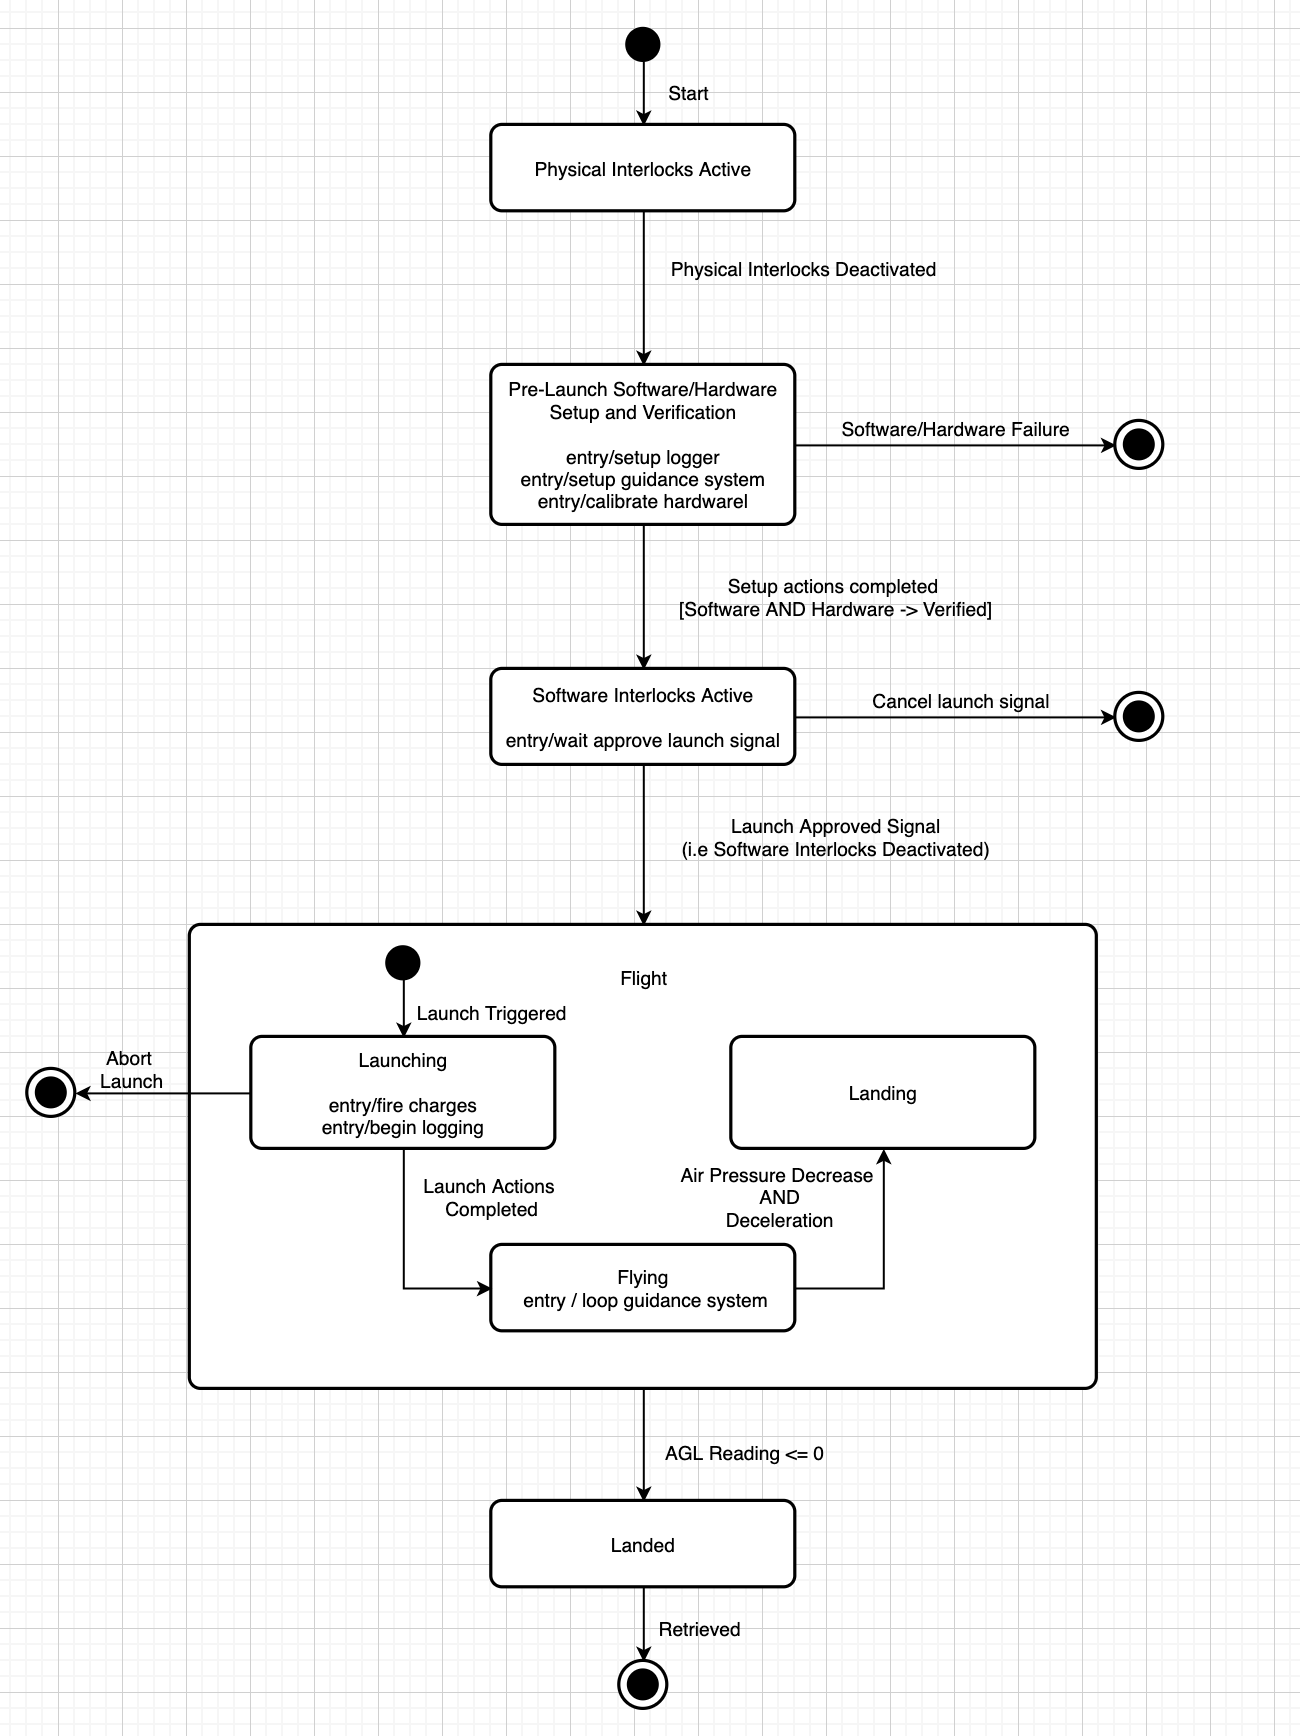 Start
Physical Interlocks Active
Physical Interlocks Deactivated
Pre-Launch Software/Hardware
Setup and Verification
entry/setup logger
entry/setup guidance system
entry/calibrate hardwarel
Software/Hardware Failure
Setup actions completed
[Software AND Hardware -> Verified]
Software Interlocks Active
entry/wait approve launch signal
Cancel launch signal
Launch Approved Signal
(i.e Software Interlocks Deactivated)
Flight
Launch Triggered
Abort
Launch
Launching
entry/fire charges
entry/begin logging
Landing
Launch Actions
Completed
Air Pressure Decrease
AND
Deceleration
Flying
entry / loop guidance system
AGL Reading <= 0
Landed
Retrieved